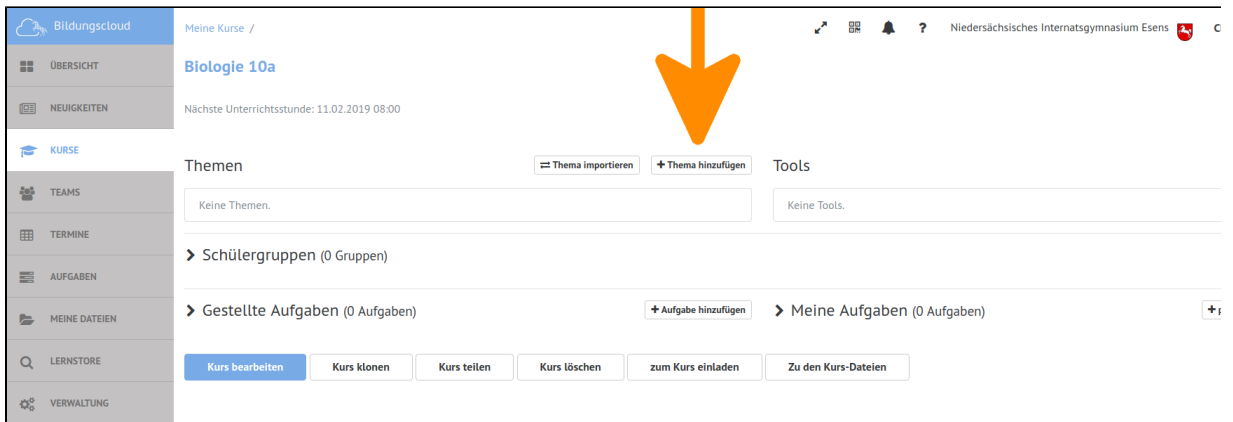 Bildungscloud
Meine Kurse /
? Niedersächsisches Internatsgymnasium Esens
ÜBERSICHT
Biologie 10a
NEUIGKEITEN
Nächste Unterrichtsstunde: 11.02.2019 08:00
KURSE
Themen
Thema importieren
+ Thema hinzufügen
Tools
TEAMS
Keine Themen.
Keine Tools.
TERMINE
Schülergruppen (0 Gruppen)
AUFGABEN
MEINE DATEIEN
Gestellte Aufgaben (0 Aufgaben)
+ Aufgabe hinzufügen
Meine Aufgaben (0 Aufgaben)
LERNSTORE
Kurs bearbeiten
Kurs klonen
Kurs teilen
Kurs löschen
zum Kurs einladen
Zu den Kurs-Dateien
VERWALTUNG